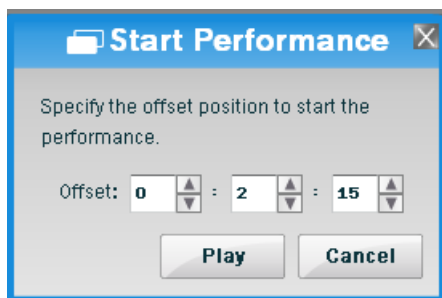 Start Performance
Specify the offset position to start the
performance.
Offset: 0 : 2 : 15
Play Cancel